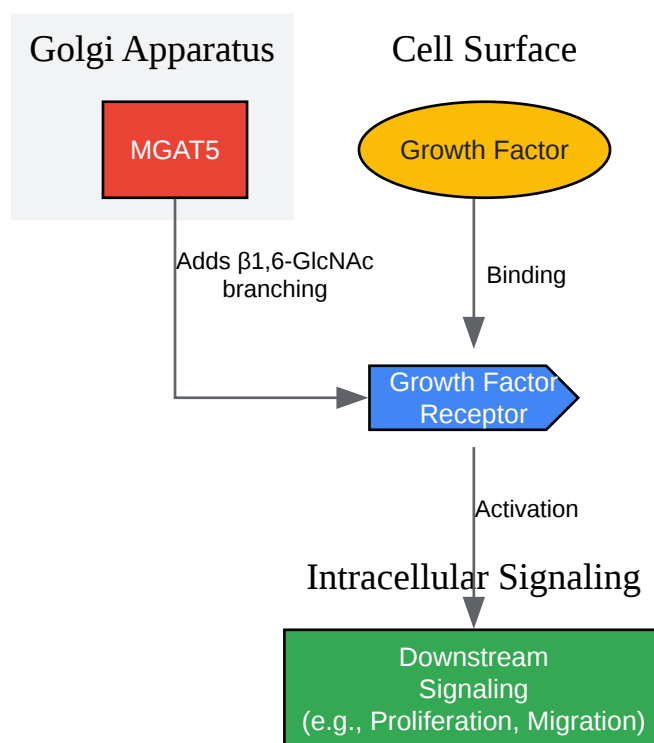 Golgi Apparatus
Cell Surface
MGAT5
Growth Factor
Adds β1,6-GlcNAc
branching
Binding
Growth Factor
Receptor
Activation
Intracellular Signaling
Downstream
Signaling
(e.g., Proliferation, Migration)